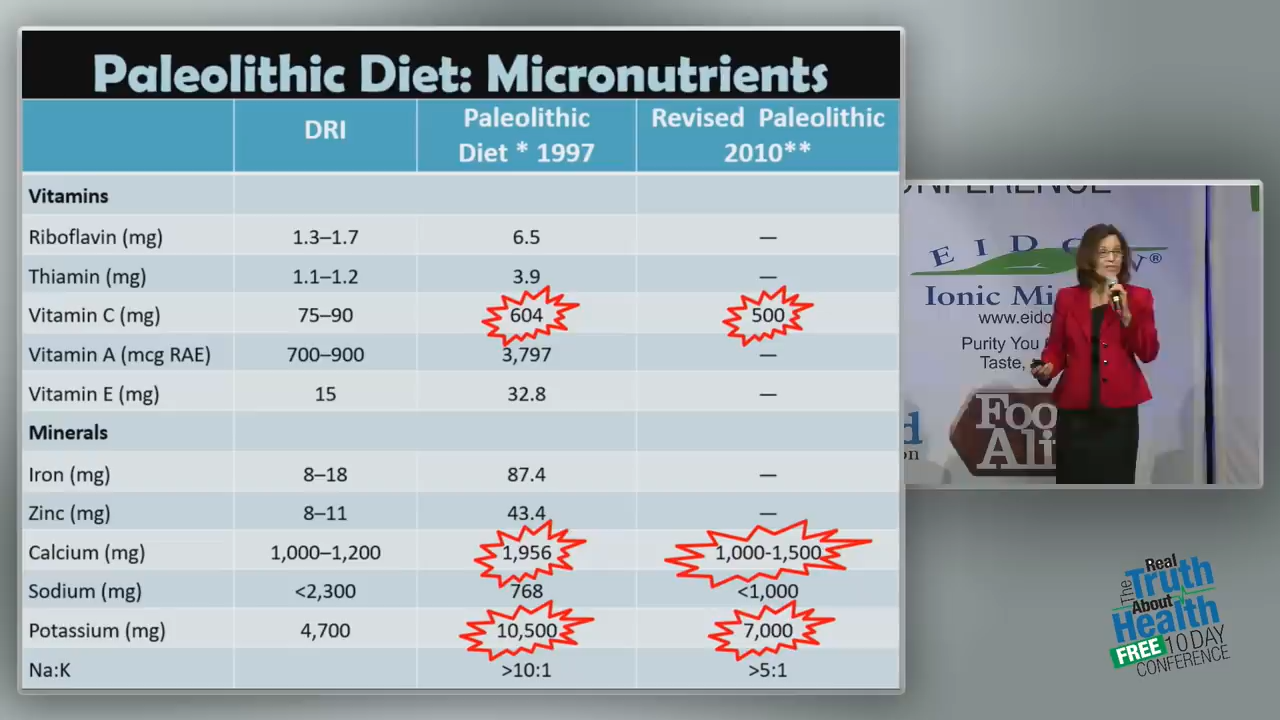 Paleolithic Diet: Micronutrients
DRI
Paleolithic Diet * 1997
Revised Paleolithic 2010**
Vitamins
Riboflavin (mg) 1.3–1.7 6.5 —
Thiamin (mg) 1.1–1.2 3.9 —
Vitamin C (mg) 75–90 604 500
Vitamin A (mcg RAE) 700–900 3,797 —
Vitamin E (mg) 15 32.8 —
Minerals
Iron (mg) 8–18 87.4 —
Zinc (mg) 8–11 43.4 —
Calcium (mg) 1,000–1,200 1,956 1,000-1,500
Sodium (mg) <2,300 768 <1,000
Potassium (mg) 4,700 10,500 7,000
Na:K >10:1 >5:1
Ionic
www.eido
Purity You
Taste,
The
Real
Truth
About
Health
FREE 10 DAY
CONFERENCE